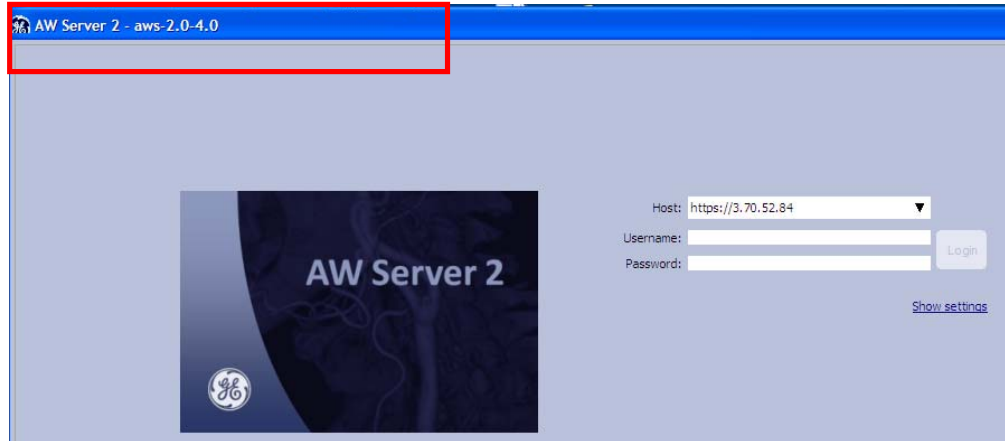 AW Server 2 - aws-2.0-4.0
Host: https://3.70.52.84
Username:
Login
Password:
AW Server 2
Show settings
GE